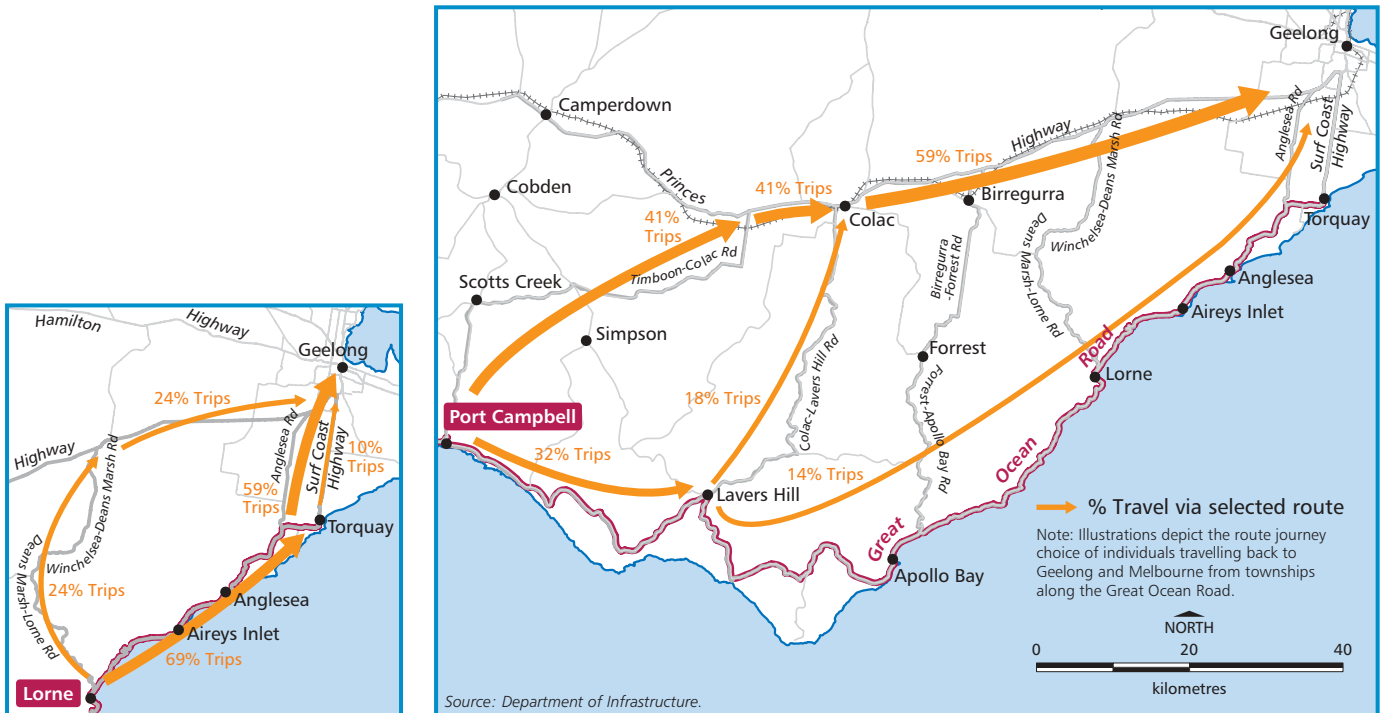 Hamilton
Highway
Geelong
24% Trips
Anglesea Rd
Surf Coast
Highway
10%
Trips
Highway
Winchelsea-Deans Marsh Rd
59%
Trips
Torquay
Deans Marsh-Lorne Rd
24% Trips
Anglesea
Aireys Inlet
69% Trips
Lorne
Geelong
Camperdown
Highway
Anglesea Rd
Surf Coast
Highway
59% Trips
Princes
Cobden
41% Trips
Birregurra
Winchelsea-Deans Marsh Rd
Torquay
41%
Trips
Colac
Deans Marsh-Lorne Rd
Timboon-Colac Rd
Birregurra
-Forrest Rd
Anglesea
Scotts Creek
Aireys Inlet
Simpson
Colac-Lavers Hill Rd
Forrest
Road
Lorne
18% Trips
Forrest-Apollo Bay Rd
Port Campbell
32% Trips
14% Trips
Ocean
Lavers Hill
Great
Apollo Bay
% Travel via selected route
Note: Illustrations depict the route journey
choice of individuals travelling back to
Geelong and Melbourne from townships
along the Great Ocean Road.
NORTH
0 20 40
kilometres
Source: Department of Infrastructure.